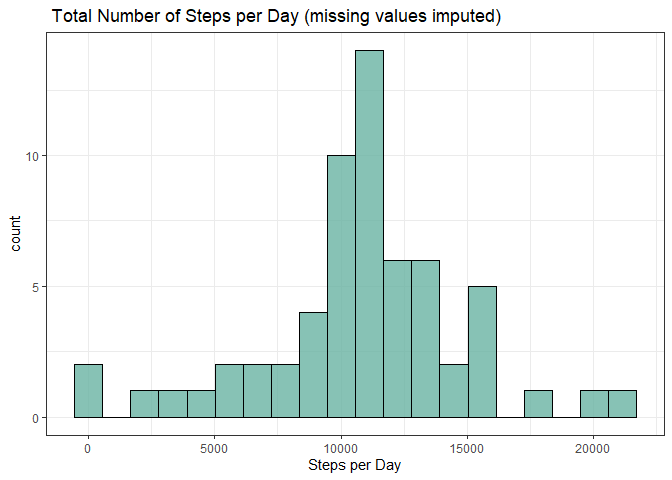 Total Number of Steps per Day (missing values imputed)
count
10
5
0
0 5000 10000 15000 20000
Steps per Day